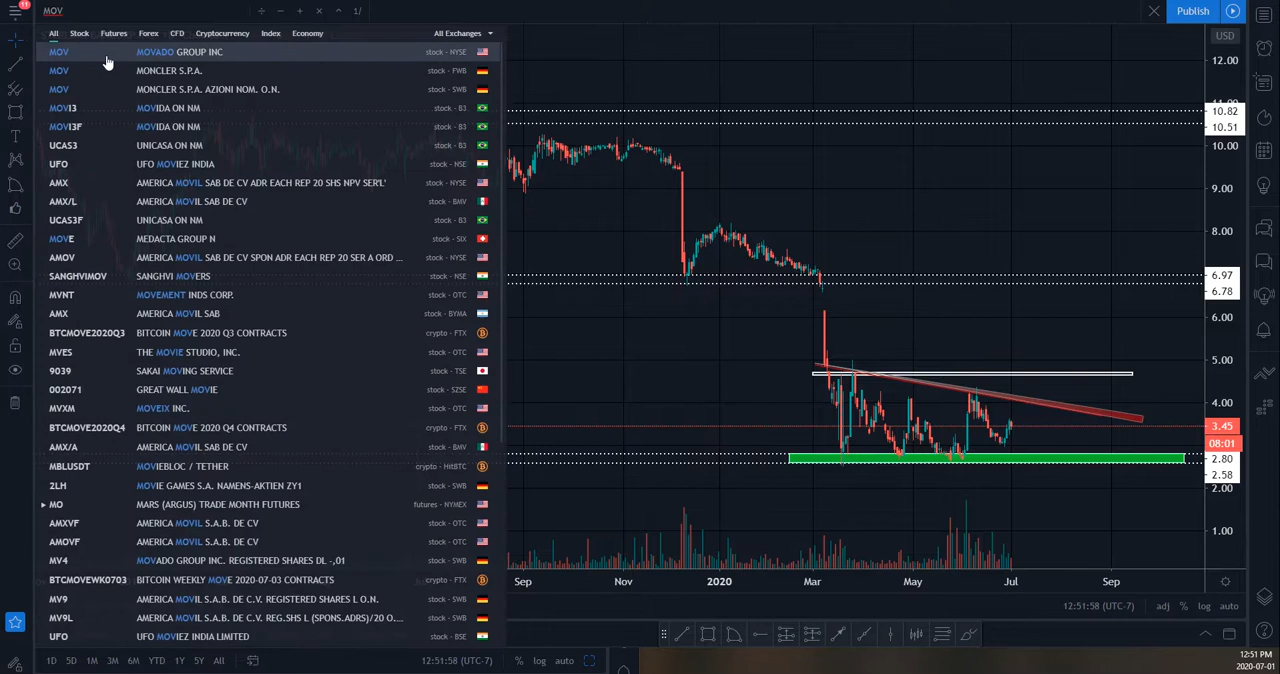 11
MOV
1/
Publish
All Stock Futures Forex CFD Cryptocurrency Index Economy All Exchanges
USD
MOV MOVADO GROUP INC stock - NYSE
MOV MONCLER S.P.A. stock - FWB
MOV MONCLER S.P.A. AZIONI NOM. O.N. stock - SWB
MOVI3 MOVIDA ON NM stock - B3
MOVI3F MOVIDA ON NM stock - B3
UCAS3 UNICASA ON NM stock - B3
UFO UFO MOVIEZ INDIA stock - NSE
AMX AMERICA MOVIL SAB DE CV ADR EACH REP 20 SHS NPV SER'L' stock - NYSE
AMX/L AMERICA MOVIL SAB DE CV stock - BMV
UCAS3F UNICASA ON NM stock - B3
MOVE MEDACTA GROUP N stock - SIX
AMOV AMERICA MOVIL SAB DE CV SPON ADR EACH REP 20 SER A ORD ... stock - NYSE
SANGHVIMOV SANGHVI MOVERS stock - NSE
MVNT MOVEMENT INDS CORP. stock - OTC
AMX AMERICA MOVIL SAB stock - BYMA
BTCMOVE2020Q3 BITCOIN MOVE 2020 Q3 CONTRACTS crypto - FTX
MVES THE MOVIE STUDIO, INC. stock - OTC
9039 SAKAI MOVING SERVICE stock - TSE
002071 GREAT WALL MOVIE stock - SZSE
MVXM MOVEIX INC. stock - OTC
BTCMOVE2020Q4 BITCOIN MOVE 2020 Q4 CONTRACTS crypto - FTX
AMX/A AMERICA MOVIL SAB DE CV stock - BMV
MBLUSDT MOVIEBLOC / TETHER crypto - HitBTC
2LH MOVIE GAMES S.A. NAMENS-AKTIEN ZY1 stock - SWB
MO MARS (ARGUS) TRADE MONTH FUTURES futures - NYMEX
AMXVF AMERICA MOVIL S.A.B. DE CV stock - OTC
AMOVF AMERICA MOVIL S.A.B. DE CV stock - OTC
MV4 MOVADO GROUP INC. REGISTERED SHARES DL -,01 stock - SWB
BTCMOVEWK0703 BITCOIN WEEKLY MOVE 2020-07-03 CONTRACTS crypto - FTX
MV9 AMERICA MOVIL S.A.B. DE C.V. REGISTERED SHARES L O.N. stock - SWB
MV9L AMERICA MOVIL S.A.B. DE C.V. REG.SHS L (SPONS.ADRS)/20 O.... stock - SWB
UFO UFO MOVIEZ INDIA LIMITED stock - BSE
12.00
10.82
10.51
10.00
9.00
8.00
7.00
6.97
6.78
6.00
5.00
4.00
3.45
08:01
2.80
2.58
2.00
1.00
Sep Nov 2020 Mar May Jul Sep
12:51:58 (UTC-7) adj % log auto
1D 5D 1M 3M 6M YTD 1Y 5Y All 12:51:58 (UTC-7) % log auto
12:51 PM
2020-07-01